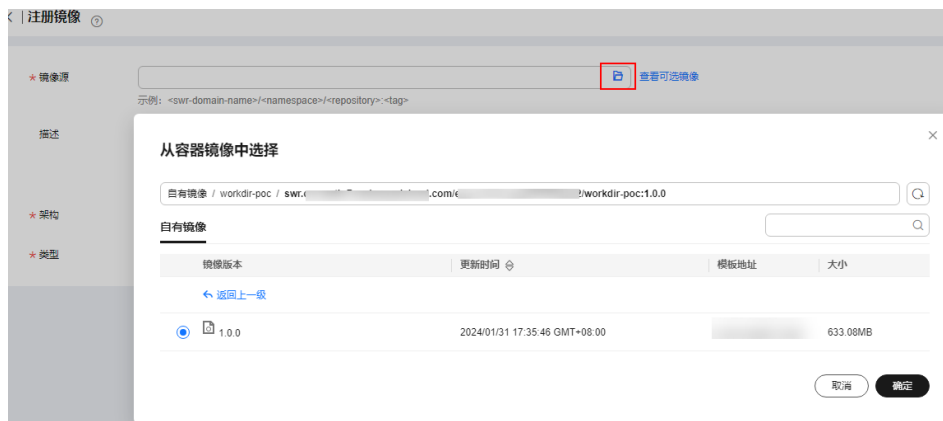 注册镜像 ?
* 镜像源
查看可选镜像
示例：<swr-domain-name>/<namespace>/<repository>:<tag>
描述
* 架构
* 类型
从容器镜像中选择
自有镜像 / workdir-poc / swr. .com/ 2/workdir-poc:1.0.0
自有镜像
镜像版本 更新时间 模板地址 大小
返回上一级
1.0.0 2024/01/31 17:35:46 GMT+08:00 633.08MB
取消 确定